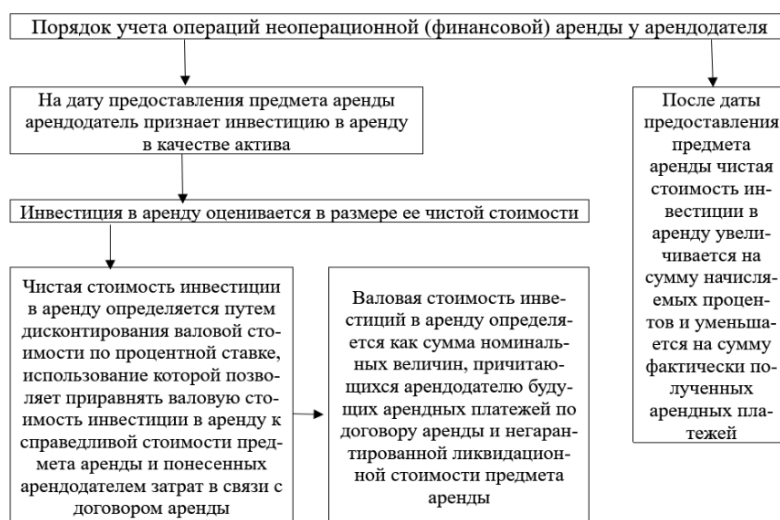 Порядок учета операций неоперационной (финансовой) аренды у арендодателя
На дату предоставления предмета аренды
арендодатель признает инвестицию в аренду
в качестве актива
Инвестиция в аренду оценивается в размере ее чистой стоимости
Чистая стоимость инвестиции
в аренду определяется путем
дисконтирования валовой сто-
имости по процентной ставке,
использование которой позво-
ляет приравнять валовую сто-
имость инвестиции в аренду к
справедливой стоимости пред-
мета аренды и понесенных
арендодателем затрат в связи с
договором аренды
Валовая стоимость инве-
стиций в аренду определя-
ется как сумма номиналь-
ных величин, причитаю-
щихся арендодателю буду-
щих арендных платежей по
договору аренды и негаран-
тированной ликвидацион-
ной стоимости предмета
аренды
После даты
предоставления
предмета
аренды чистая
стоимость ин-
вестиции в
аренду увели-
чивается на
сумму начисля-
емых процен-
тов и уменьша-
ется на сумму
фактически по-
лученных
арендных пла-
тежей